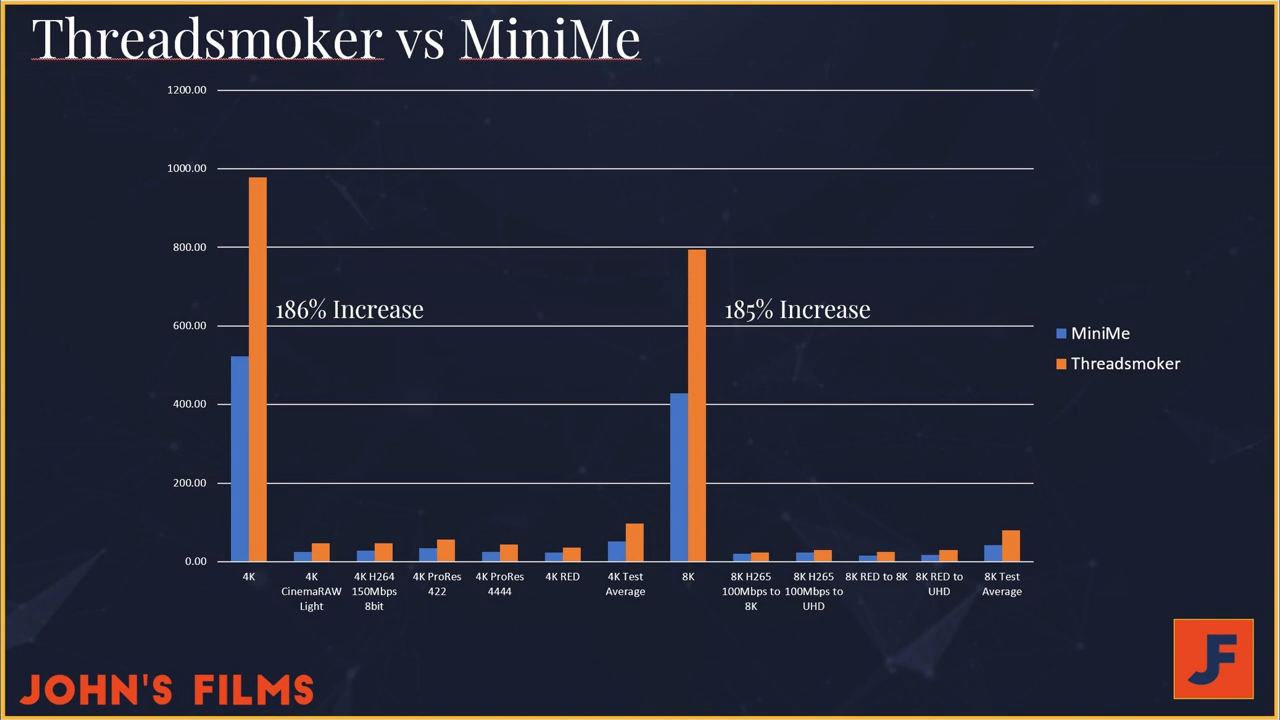 Threadsmoker vs MiniMe
1200.00
1000.00
800.00
600.00
400.00
200.00
0.00
186% Increase
185% Increase
MiniMe
Threadsmoker
4K
4K
CinemaRAW
Light
4K H264
150Mbps
8bit
4K ProRes
422
4K ProRes
4444
4K RED
4K Test
Average
8K
8K H265
100Mbps to
8K
8K H265
100Mbps to
UHD
8K RED to 8K
8K RED to
UHD
8K Test
Average
JOHN'S FILMS
JF